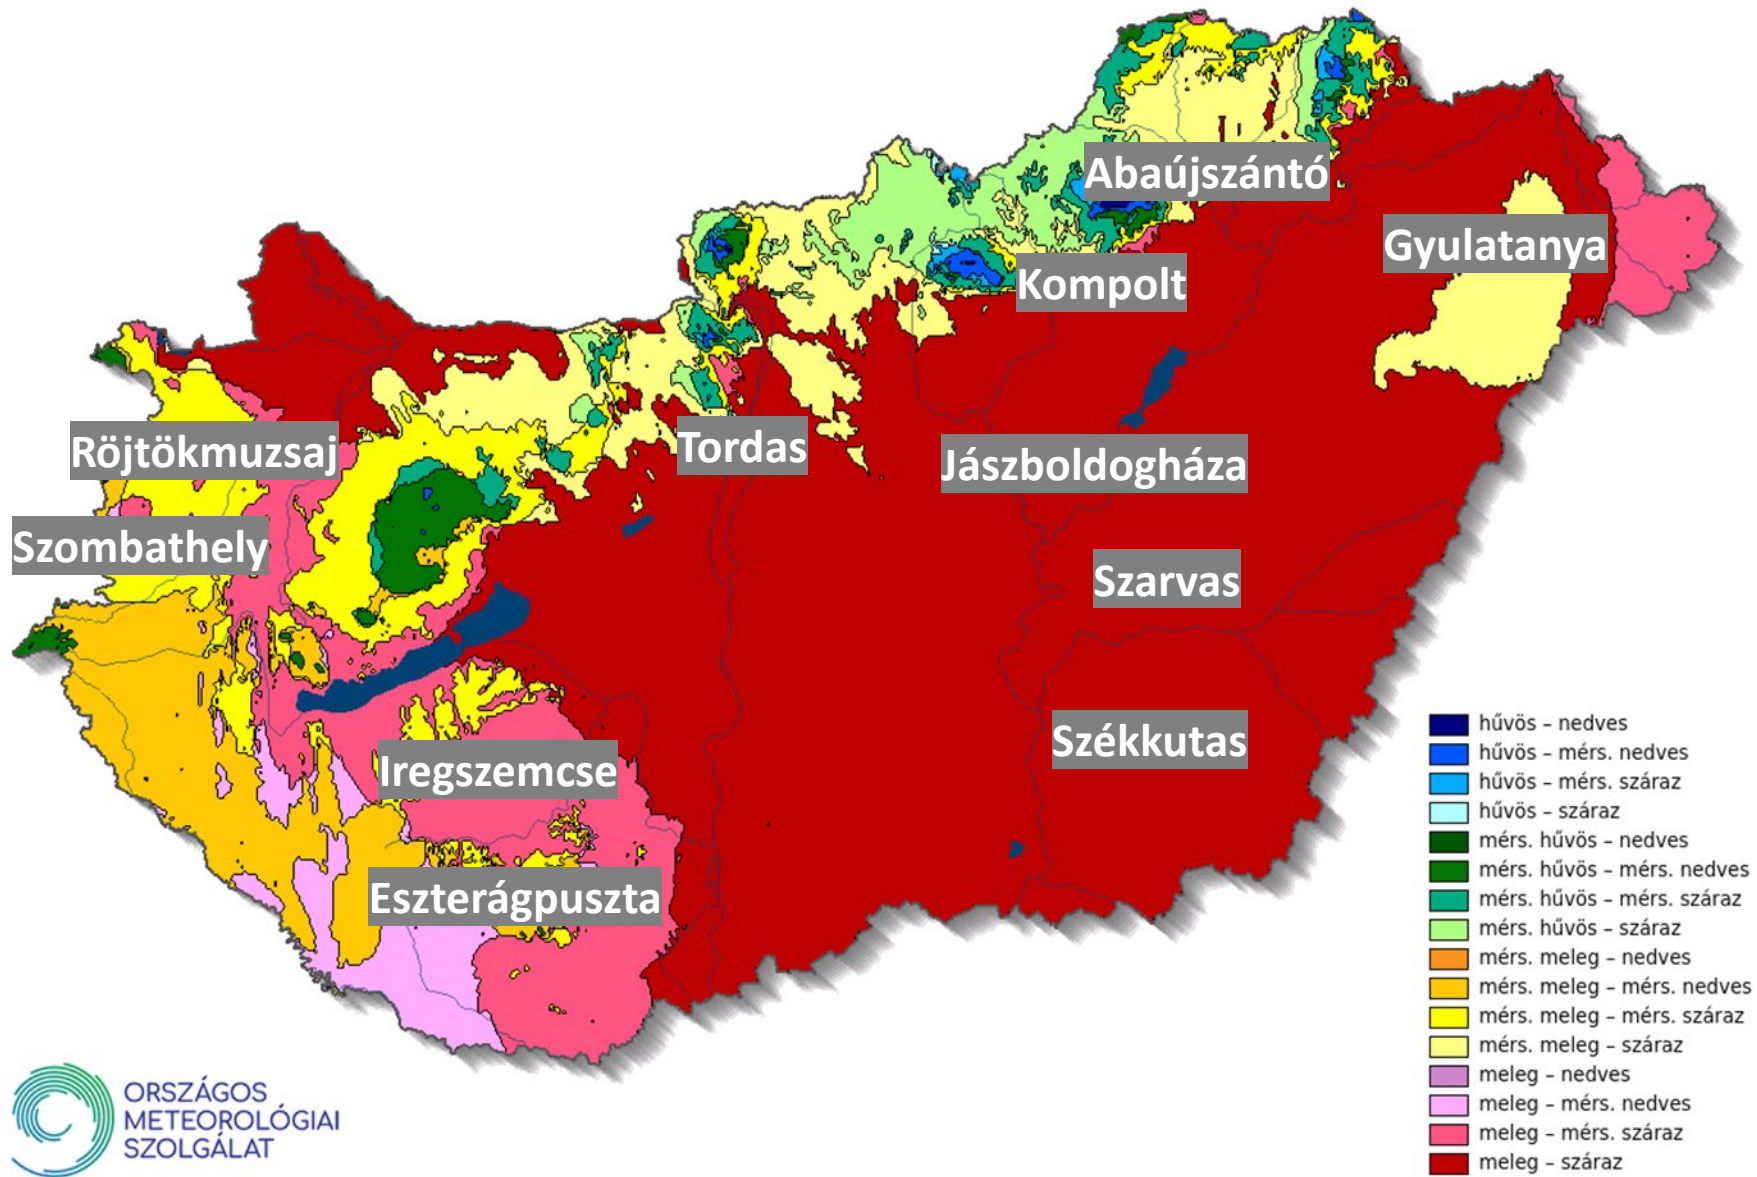 Abaújszántó
Gyulatanya
Kompolt
Röjtökmuzsaj
Tordas
Jászboldogháza
Szombathely
Szarvas
Székkutas
Iregszemcse
Eszterágpuszta
hűvös – nedves
hűvös – mérs. nedves
hűvös – mérs. száraz
hűvös – száraz
mérs. hűvös – nedves
mérs. hűvös – mérs. nedves
mérs. hűvös – mérs. száraz
mérs. hűvös – száraz
mérs. meleg – nedves
mérs. meleg – mérs. nedves
mérs. meleg – mérs. száraz
mérs. meleg – száraz
meleg – nedves
meleg – mérs. nedves
meleg – mérs. száraz
meleg – száraz
ORSZÁGOS
METEOROLÓGIAI
SZOLGÁLAT